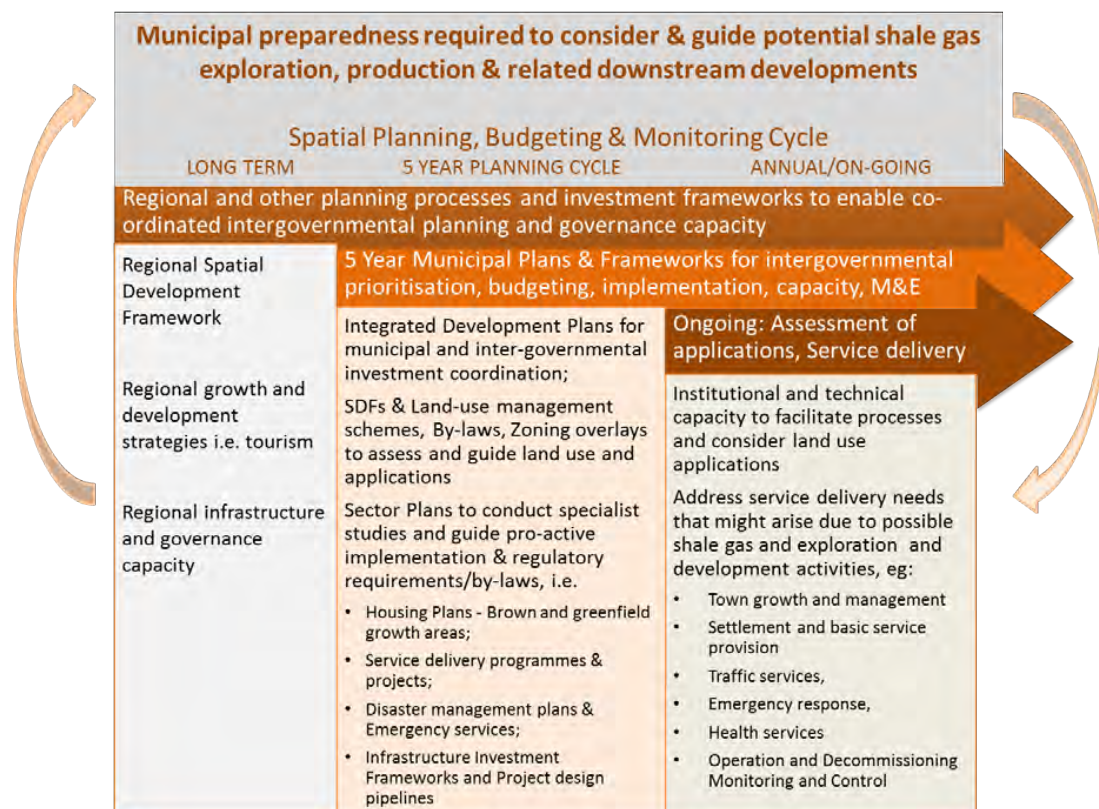 Municipal preparedness required to consider & guide potential shale gas
exploration, production & related downstream developments
Spatial Planning, Budgeting & Monitoring Cycle
LONG TERM
5 YEAR PLANNING CYCLE
ANNUAL/ON-GOING
Regional and other planning processes and investment frameworks to enable co-
ordinated intergovernmental planning and governance capacity
Regional Spatial
Development
Framework
Regional growth and
development
strategies i.e. tourism
Regional infrastructure
and governance
capacity
5 Year Municipal Plans & Frameworks for intergovernmental
prioritisation, budgeting, implementation, capacity, M&E
Integrated Development Plans for
municipal and inter-governmental
investment coordination;
SDFs & Land-use management
schemes, By-laws, Zoning overlays
to assess and guide land use and
applications
Sector Plans to conduct specialist
studies and guide pro-active
implementation & regulatory
requirements/by-laws, i.e.
• Housing Plans - Brown and greenfield
growth areas;
• Service delivery programmes &
projects;
• Disaster management plans &
Emergency services;
• Infrastructure Investment
Frameworks and Project design
pipelines
Ongoing: Assessment of
applications, Service delivery
Institutional and technical
capacity to facilitate processes
and consider land use
applications
Address service delivery needs
that might arise due to possible
shale gas and exploration and
development activities, eg:
• Town growth and management
• Settlement and basic service
provision
• Traffic services,
• Emergency response,
• Health services
• Operation and Decommissioning
Monitoring and Control